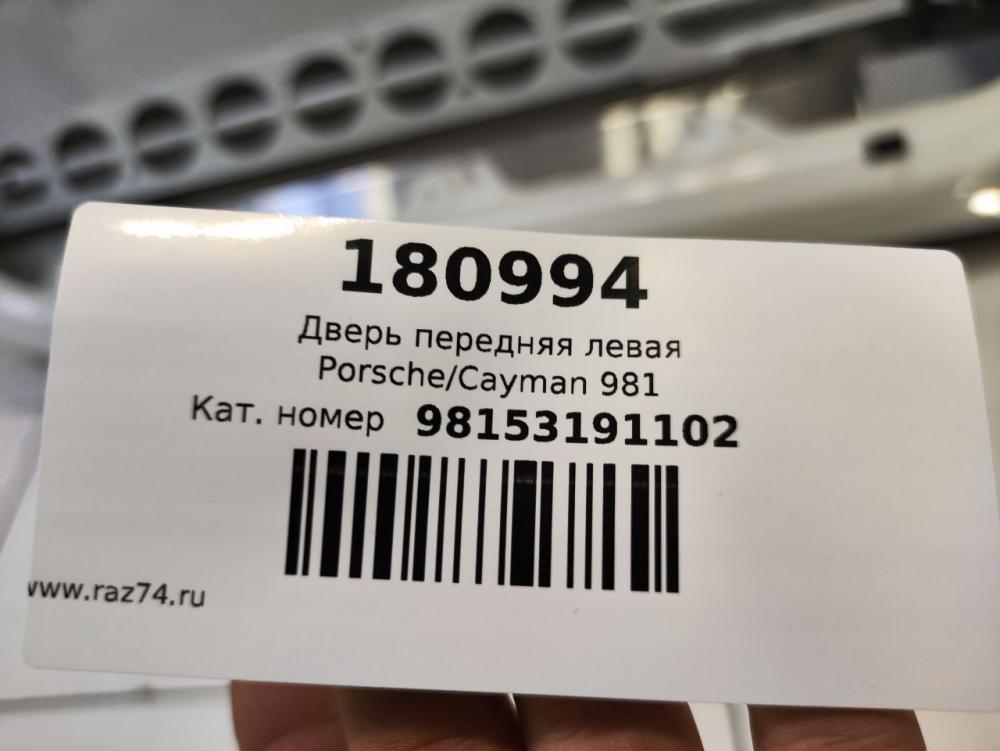 180994
Дверь передняя левая
Porsche/Cayman 981
Кат. номер 98153191102
www.raz74.ru